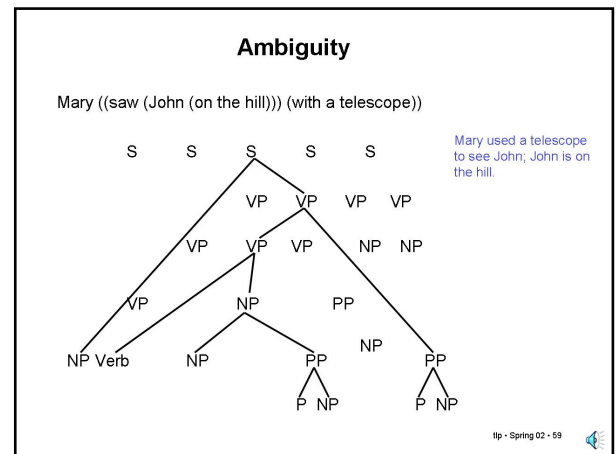 Ambiguity
Mary ((saw (John (on the hill))) (with a telescope))
Mary used a telescope
to see John; John is on
the hill.
S S S S S
VP VP VP VP
VP VP VP NP NP
VP NP PP
NP
NP Verb NP PP PP
P NP P NP
tlp • Spring 02 • 59